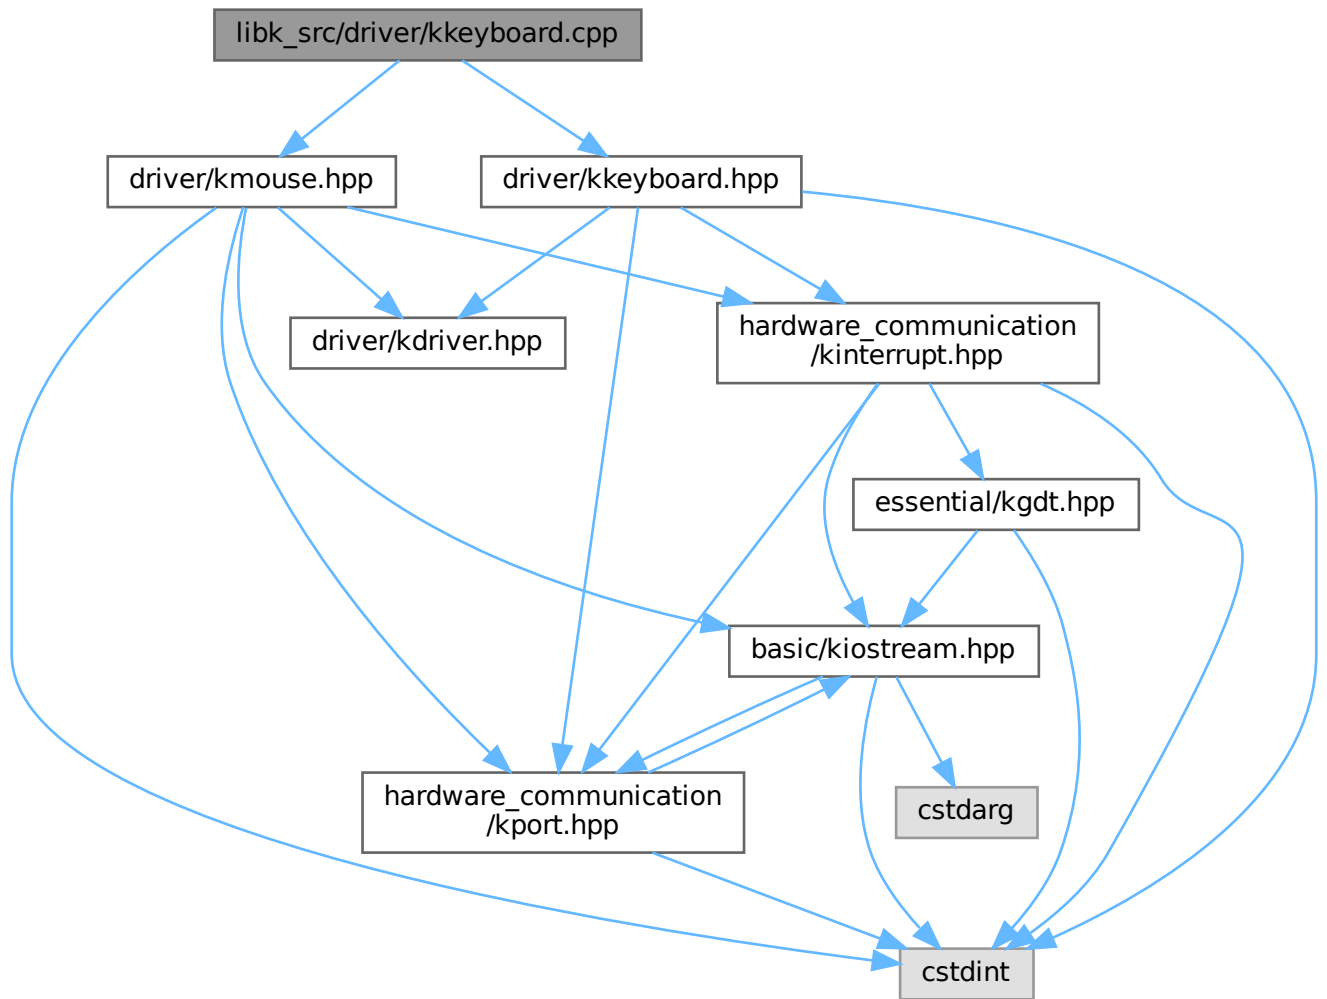 libk_src/driver/kkeyboard.cpp
driver/kmouse.hpp
driver/kkeyboard.hpp
driver/kdriver.hpp
hardware_communication
/kinterrupt.hpp
essential/kgdt.hpp
basic/kiostream.hpp
hardware_communication
/kport.hpp
cstdarg
cstdint